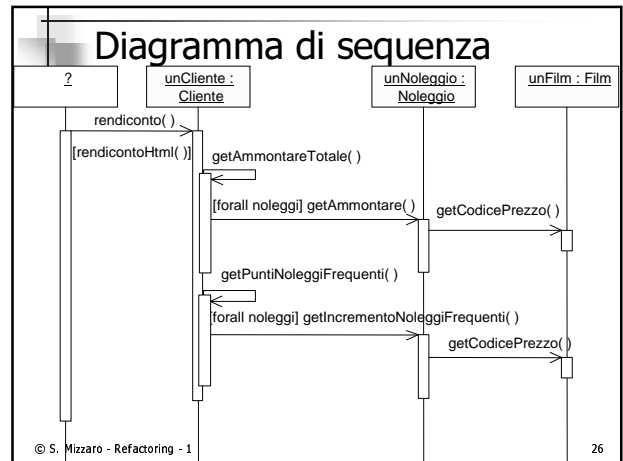 Diagramma di sequenza
?
unCliente :
Cliente
unNoleggio :
Noleggio
unFilm : Film
rendiconto( )
[rendicontoHtml( )]
getAmmontareTotale( )
[forall noleggi] getAmmontare( )
getCodicePrezzo( )
getPuntiNoleggiFrequenti( )
[forall noleggi] getIncrementoNoleggiFrequenti( )
getCodicePrezzo( )
© S. Mizzaro - Refactoring - 1
26